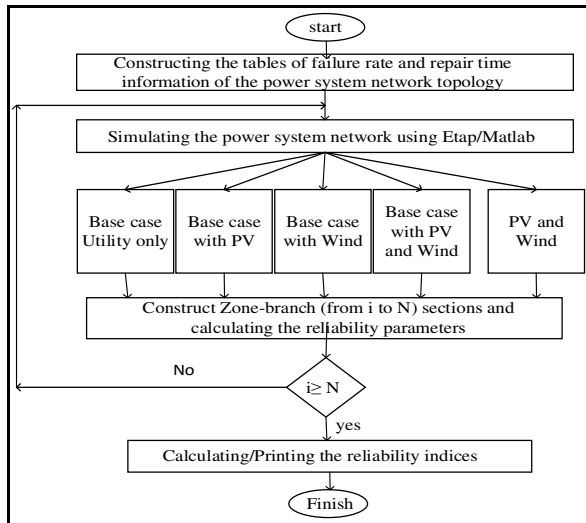 start
Constructing the tables of failure rate and repair time
information of the power system network topology
Simulating the power system network using Etap/Matlab
Base case
Utility only
Base case
with PV
Base case
with Wind
Base case
with PV
and Wind
PV and
Wind
Construct Zone-branch (from i to N) sections and
calculating the reliability parameters
No
i≥ N
yes
Calculating/Printing the reliability indices
Finish